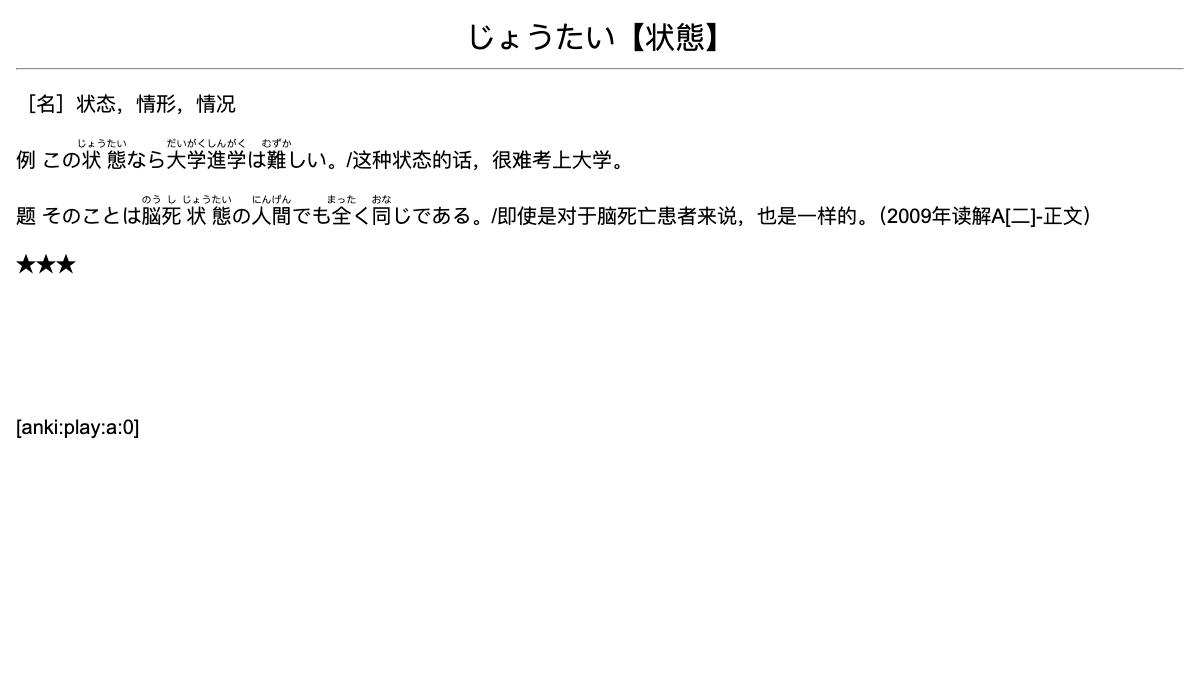 じょうたい【状態】
［名］状态，情形，情况
例 この状態なら大学進学は難しい。/这种状态的话，很难考上大学。
じょうたい だいがくしんがく むずか
題 そのことは脳死状態の人間でも全く同じである。/即使是对于脑死亡患者来说，也是一样的。（2009年读解A[二]-正文）
のう し じょうたい にんげん まった おな
★★★
[anki:play:a:0]